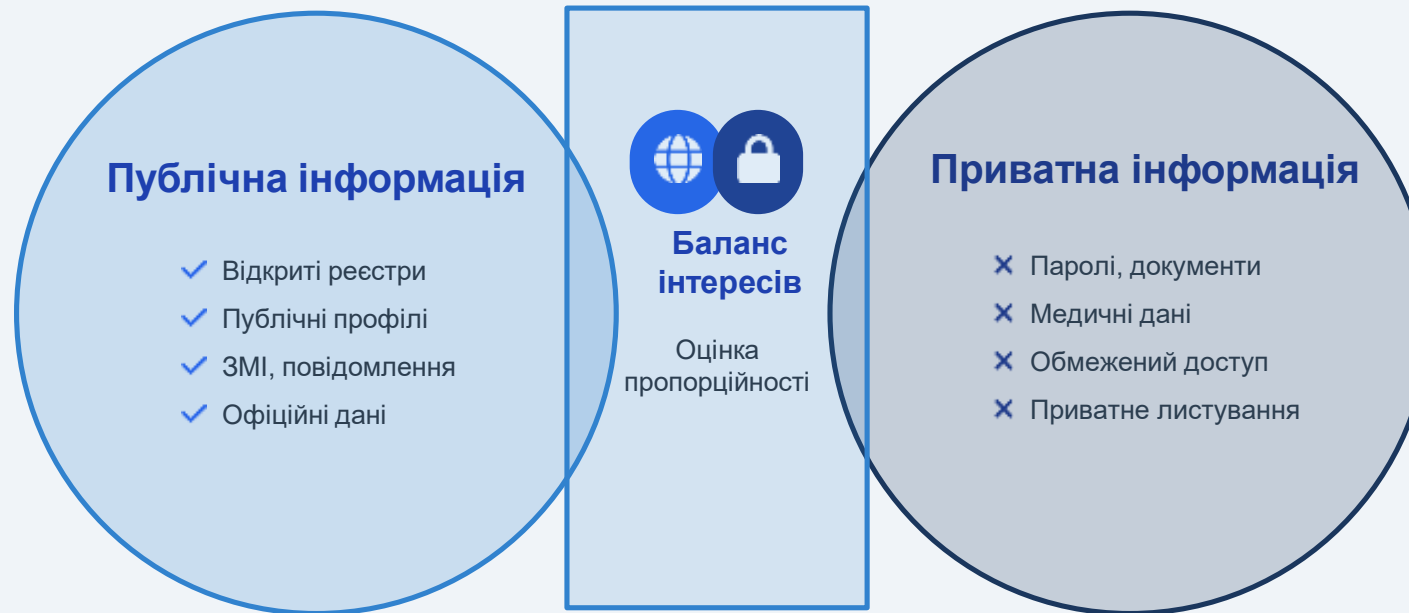 Публічна інформація
Відкриті реєстри
Публічні профілі
ЗМІ, повідомлення
Офіційні дані
Баланс
інтересів
Оцінка
пропорційності
Приватна інформація
Паролі, документи
Медичні дані
Обмежений доступ
Приватне листування